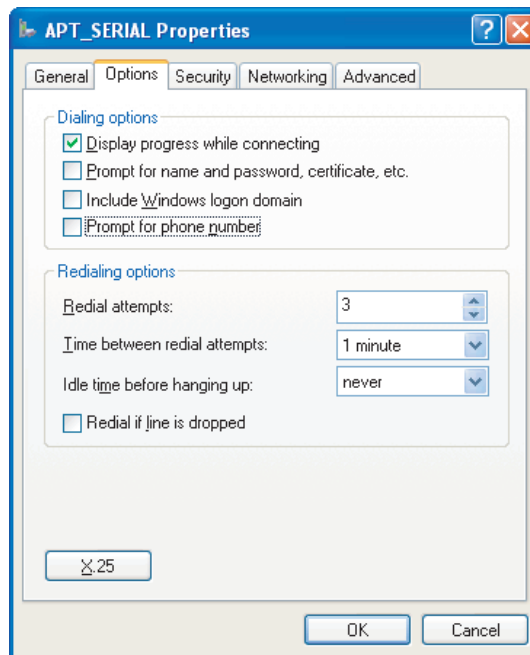 APT_SERIAL Properties
General Options Security Networking Advanced
Dialing options
Display progress while connecting
Prompt for name and password, certificate, etc.
Include Windows logon domain
Prompt for phone number
Redialing options
Redial attempts: 3
Time between redial attempts: 1 minute
Idle time before hanging up: never
Redial if line is dropped
X.25
OK Cancel